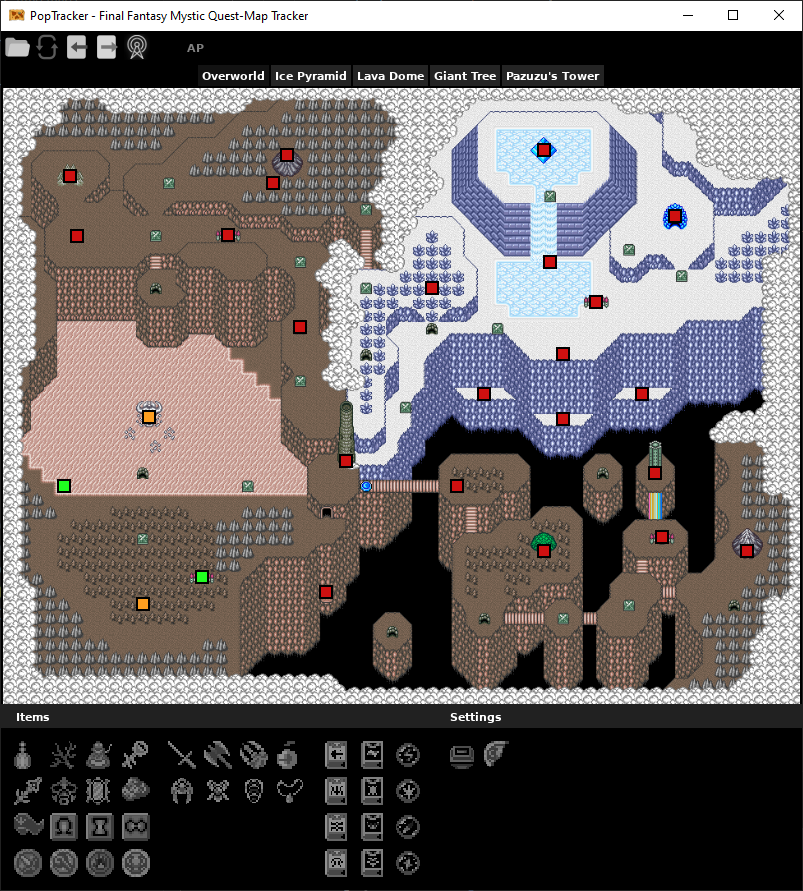 PopTracker - Final Fantasy Mystic Quest-Map Tracker
AP
Overworld Ice Pyramid Lava Dome Giant Tree Pazuzu's Tower
Items Settings